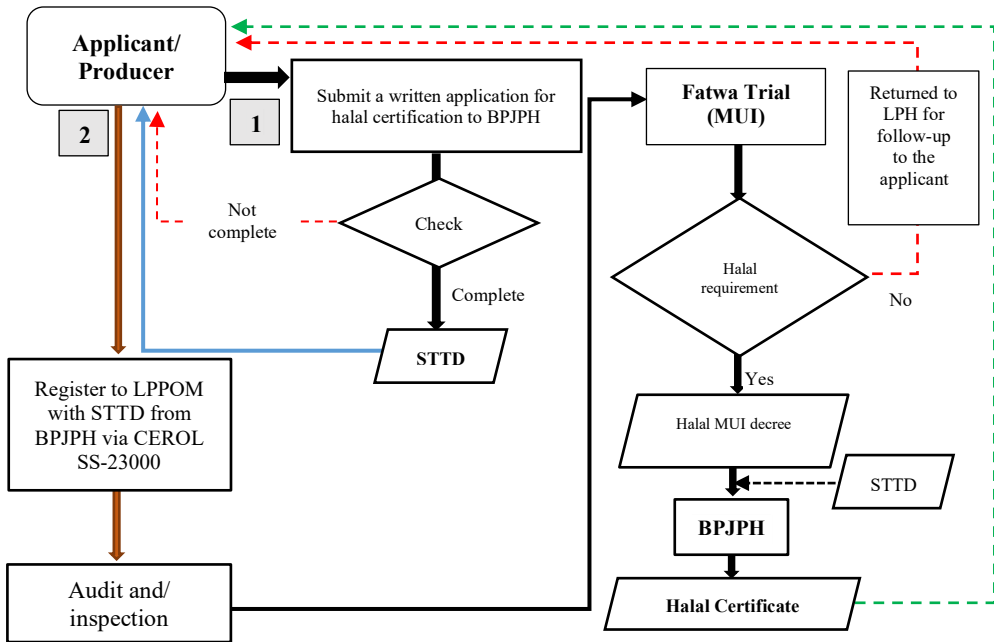 Applicant/
Producer
1
2
Submit a written application for
halal certification to BPJPH
Not
complete
Check
Complete
STTD
Register to LPPOM
with STTD from
BPJPH via CEROL
SS-23000
Audit and/
inspection
Fatwa Trial
(MUI)
Returned to
LPH for
follow-up
to the
applicant
Halal
requirement
No
Yes
Halal MUI decree
STTD
BPJPH
Halal Certificate